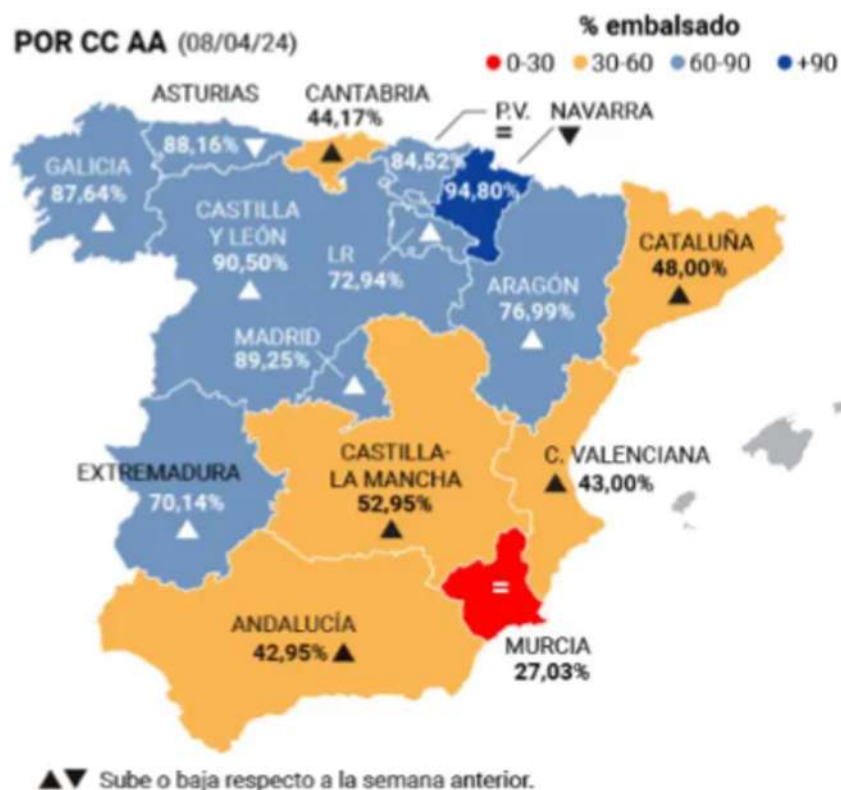 POR CC AA (08/04/24)
% embalsado
0-30 30-60 60-90 +90
ASTURIAS
88,16%
CANTABRIA
44,17%
P.V.
=
84,52%
NAVARRA
94,80%
GALICIA
87,64%
CASTILLA
Y LEÓN
90,50%
LR
72,94%
ARAGÓN
76,99%
CATALUÑA
48,00%
MADRID
89,25%
EXTREMADURA
70,14%
CASTILLA-
LA MANCHA
52,95%
C. VALENCIANA
43,00%
ANDALUCÍA
42,95%
=
MURCIA
27,03%
▲▼ Sube o baja respecto a la semana anterior.